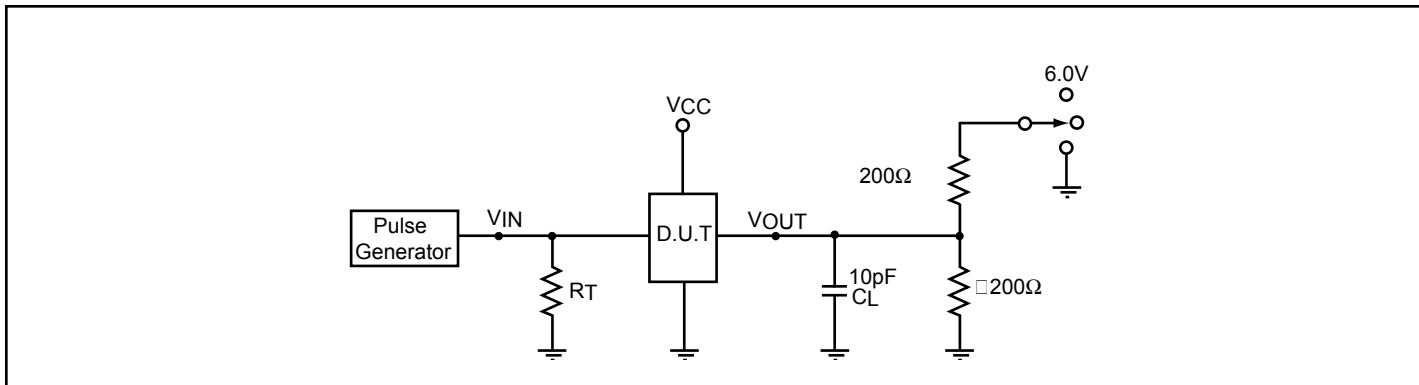 6.0V
VCC
200Ω
Pulse
Generator
VIN
D.U.T
VOUT
RT
10pF
CL
□200Ω